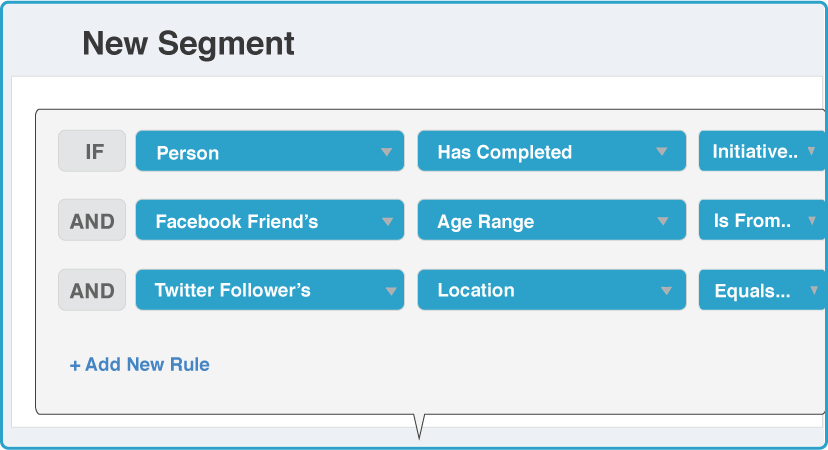 New Segment
IF Person Has Completed Initiative..
AND Facebook Friend’s Age Range Is From..
AND Twitter Follower’s Location Equals...
+ Add New Rule